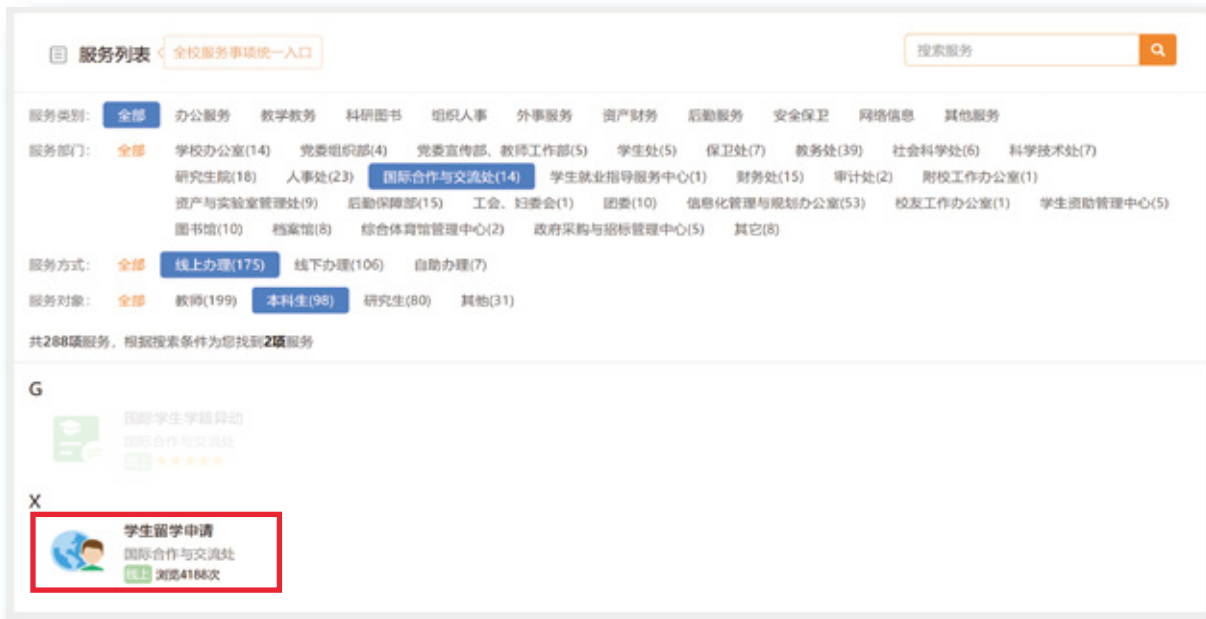 服务列表 全校服务事项统一入口 搜索服务
服务类别: 全部 办公服务 教学教务 科研图书 组织人事 外事服务 资产财务 后勤服务 安全保卫 网络信息 其他服务
服务部门: 全部 学校办公室(14) 党委组织部(4) 党委宣传部、教师工作部(5) 学生处(5) 保卫处(7) 教务处(39) 社会科学处(6) 科学技术处(7)
研究生院(18) 人事处(23) 国际合作与交流处(14) 学生就业指导服务中心(1) 财务处(15) 审计处(2) 附校工作办公室(1)
资产与实验室管理处(9) 后勤保障部(15) 工会、妇委会(1) 团委(10) 信息化管理与规划办公室(53) 校友工作办公室(1) 学生资助管理中心(5)
图书馆(10) 档案馆(8) 综合体育馆管理中心(2) 政府采购与招标管理中心(5) 其它(8)
服务方式: 全部 线上办理(175) 线下办理(106) 自助办理(7)
服务对象: 全部 教师(199) 本科生(98) 研究生(80) 其他(31)
共288项服务，根据搜索条件为您找到2项服务
G
国际学生学籍异动
国际合作与交流处
线上 ★★★★★
X
学生留学申请
国际合作与交流处
线上 浏览4188次